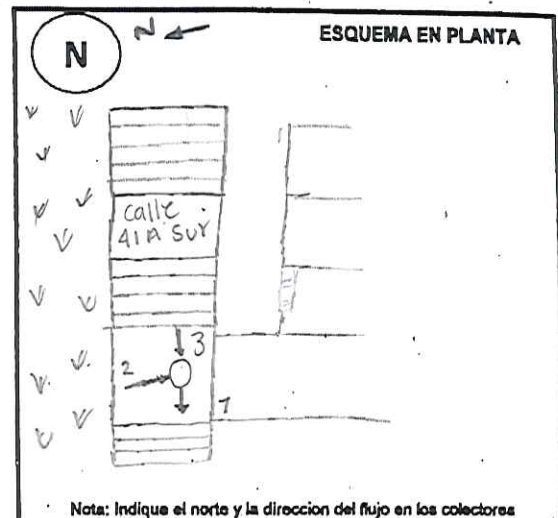 N N ESQUEMA EN PLANTA
calle
41A SUR
3
2
1
Nota: Indique el norte y la direccion del flujo en los colectores